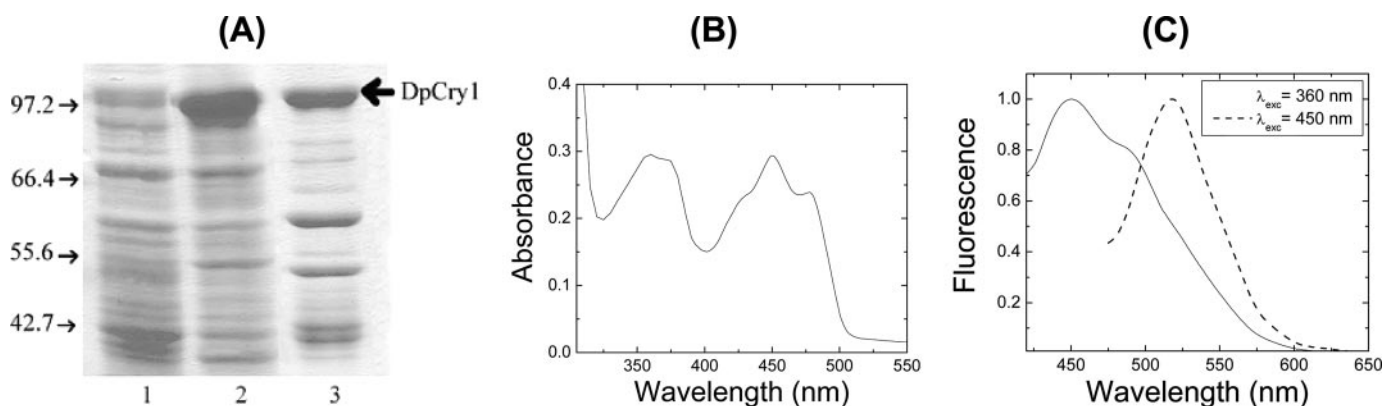 (A)
97.2→
66.4→
55.6→
42.7→
DpCry1
1 2 3
(B)
Absorbance
0.4
0.3
0.2
0.1
0.0
350 400 450 500 550
Wavelength (nm)
(C)
Fluorescence
1.0
0.8
0.6
0.4
0.2
λexc= 360 nm
λexc= 450 nm
450 500 550 600 650
Wavelength (nm)